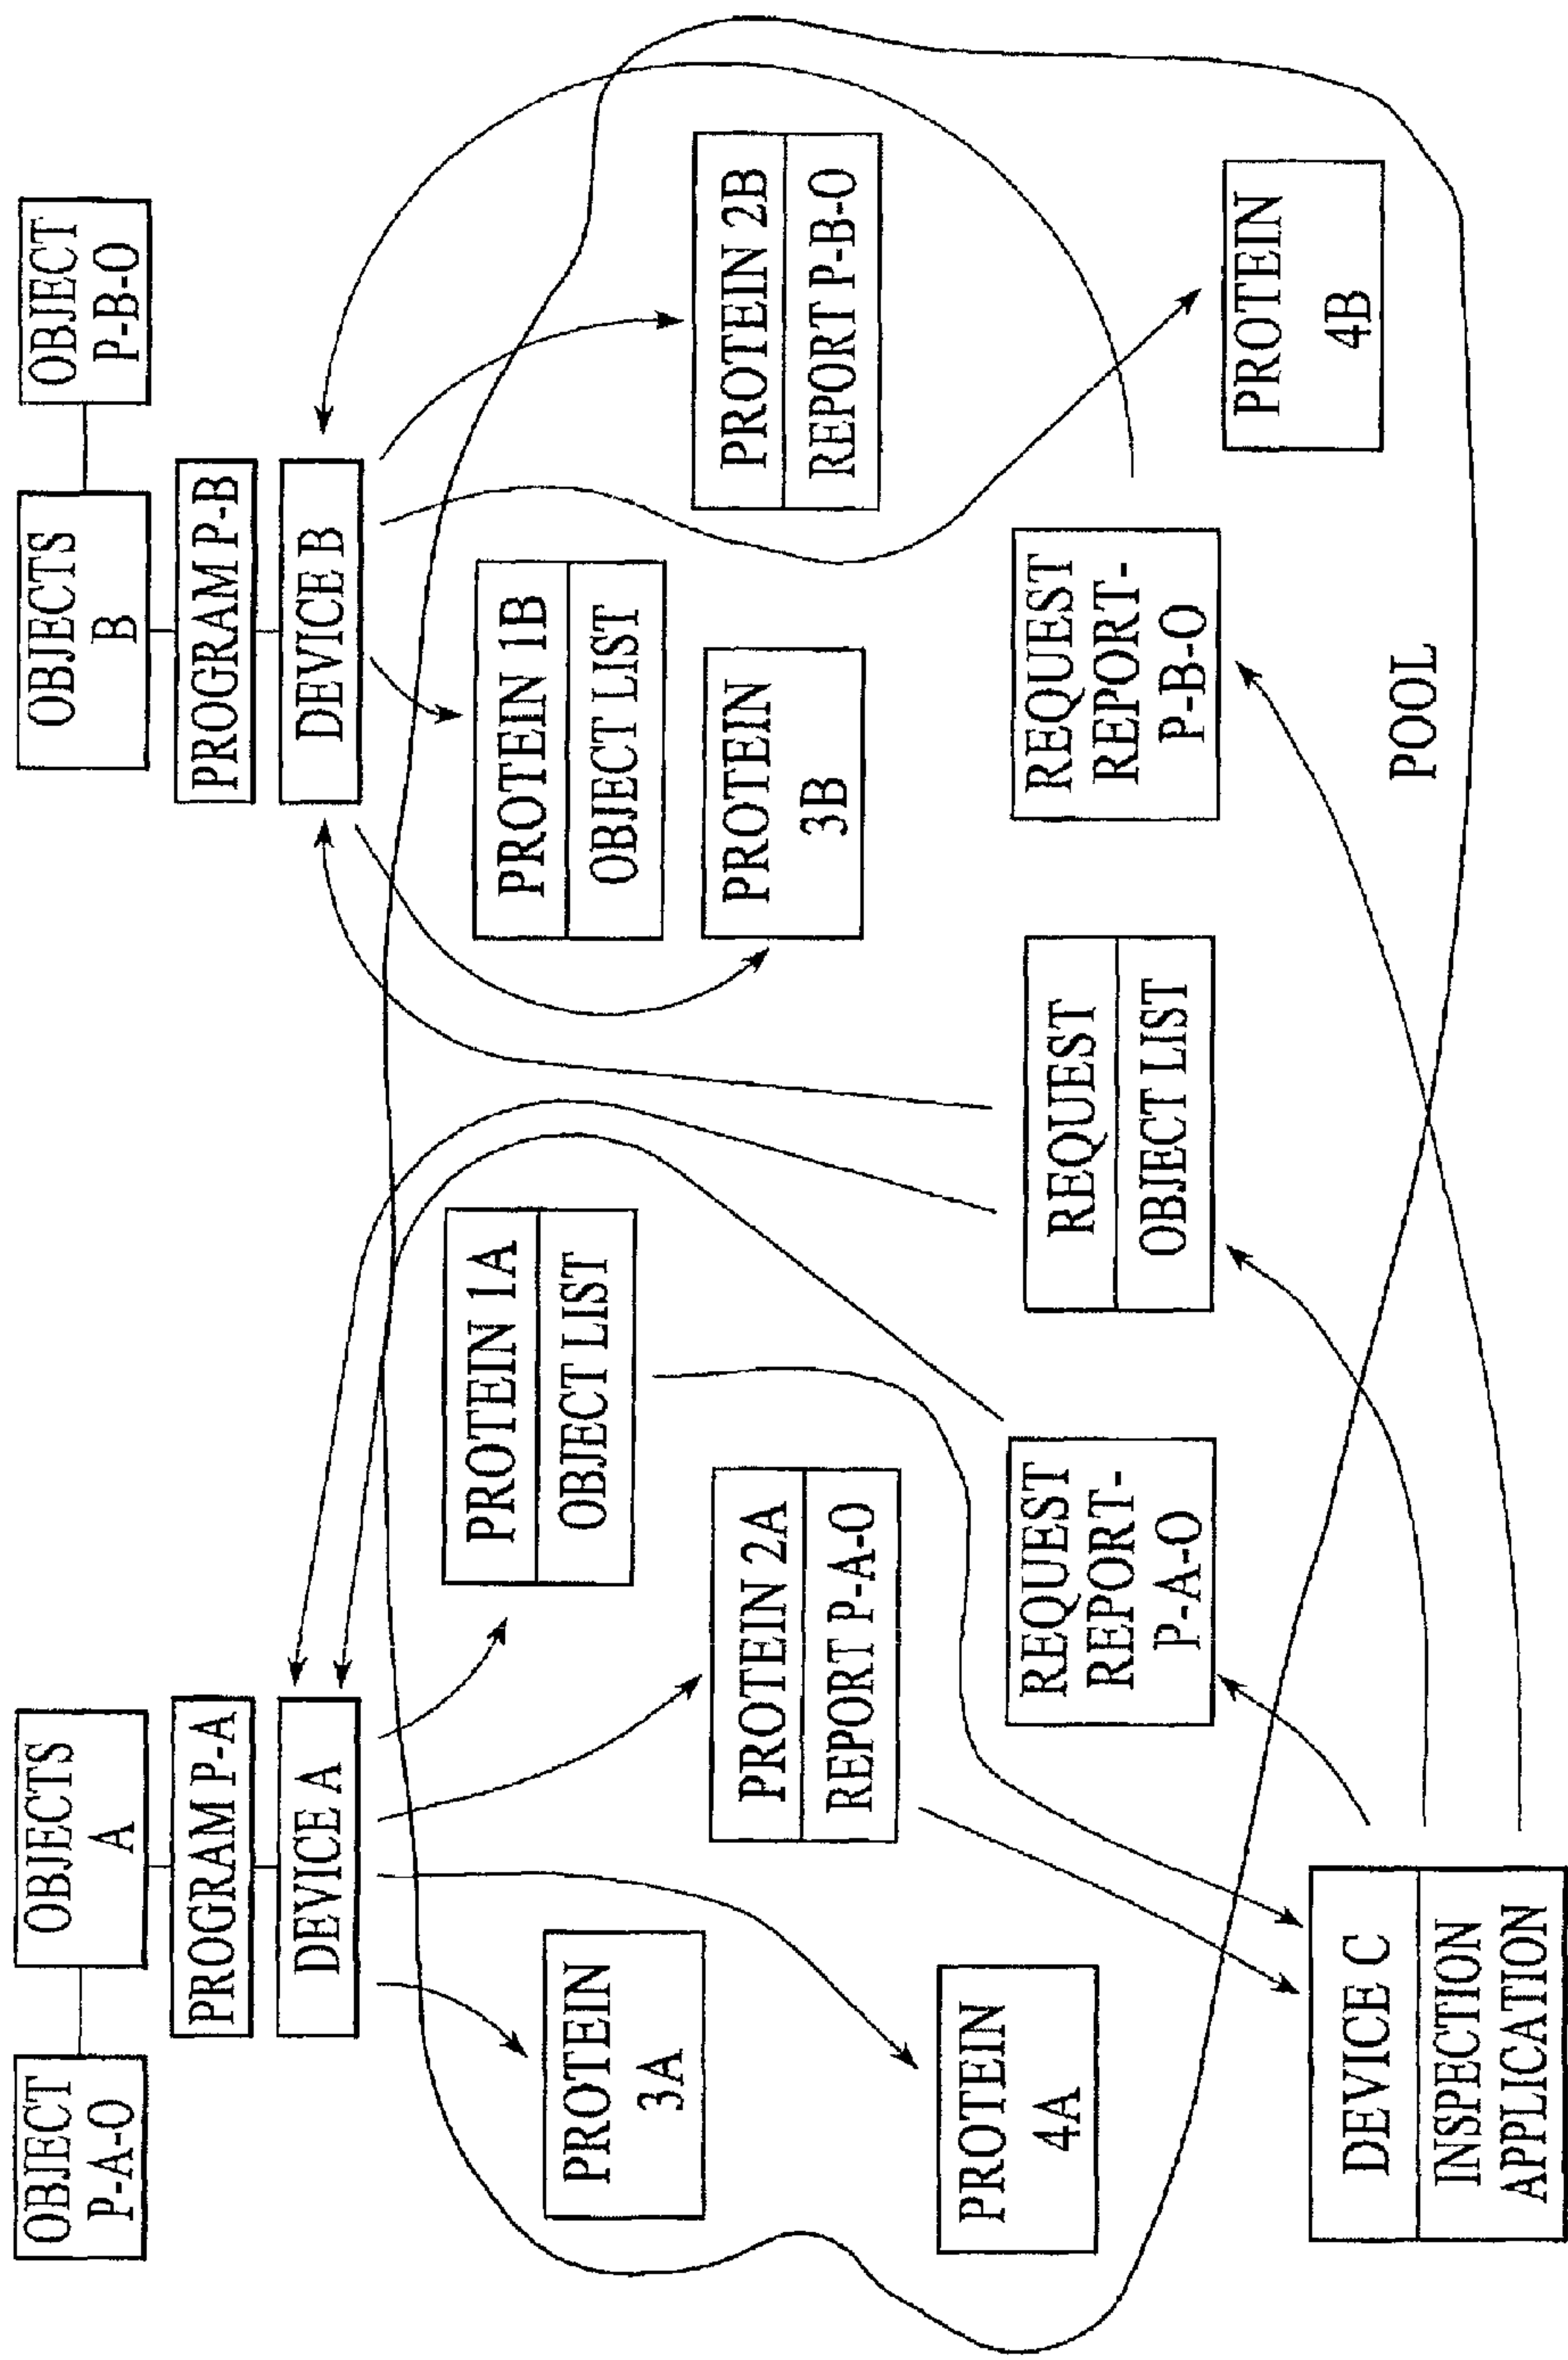 OBJECT
P-A-O
OBJECTS
A
PROGRAM P-A
DEVICE A
OBJECTS
B
OBJECT
P-B-O
PROGRAM P-B
DEVICE B
PROTEIN 1A
OBJECT LIST
PROTEIN 1B
OBJECT LIST
PROTEIN
3A
PROTEIN 2A
REPORT P-A-O
PROTEIN
3B
PROTEIN 2B
REPORT P-B-O
PROTEIN
4A
REQUEST
REPORT-
P-A-O
REQUEST
OBJECT LIST
REQUEST
REPORT-
P-B-O
PROTEIN
4B
DEVICE C
INSPECTION
APPLICATION
POOL